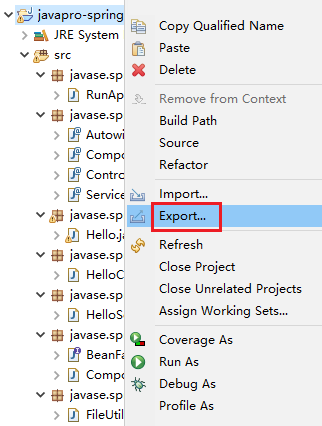 javapro-spring
JRE System
src
javase.sp
RunAp
javase.sp
Autowi
Compo
Contro
Service
javase.sp
Hello.ja
javase.sp
HelloC
javase.sp
HelloS
javase.sp
BeanFa
Compo
javase.sp
FileUtil
Copy Qualified Name
Paste
Delete
Remove from Context
Build Path
Source
Refactor
Import...
Export...
Refresh
Close Project
Close Unrelated Projects
Assign Working Sets...
Coverage As
Run As
Debug As
Profile As